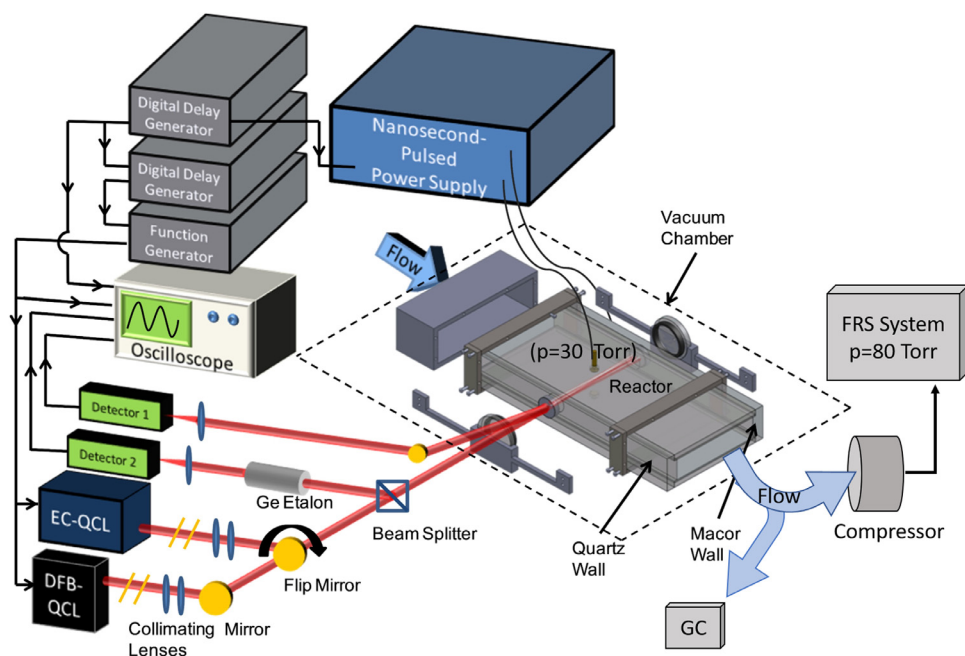 Digital Delay
Generator
Digital Delay
Generator
Function
Generator
Nanosecond-
Pulsed
Power Supply
Flow
Vacuum
Chamber
Oscilloscope
(p=30 Torr)
Reactor
FRS System
p=80 Torr
Detector 1
Detector 2
Ge Etalon
Beam Splitter
EC-QCL
Flip Mirror
DFB-
QCL
Collimating
Lenses
Mirror
Quartz
Wall
Macor
Wall
Flow
Compressor
GC